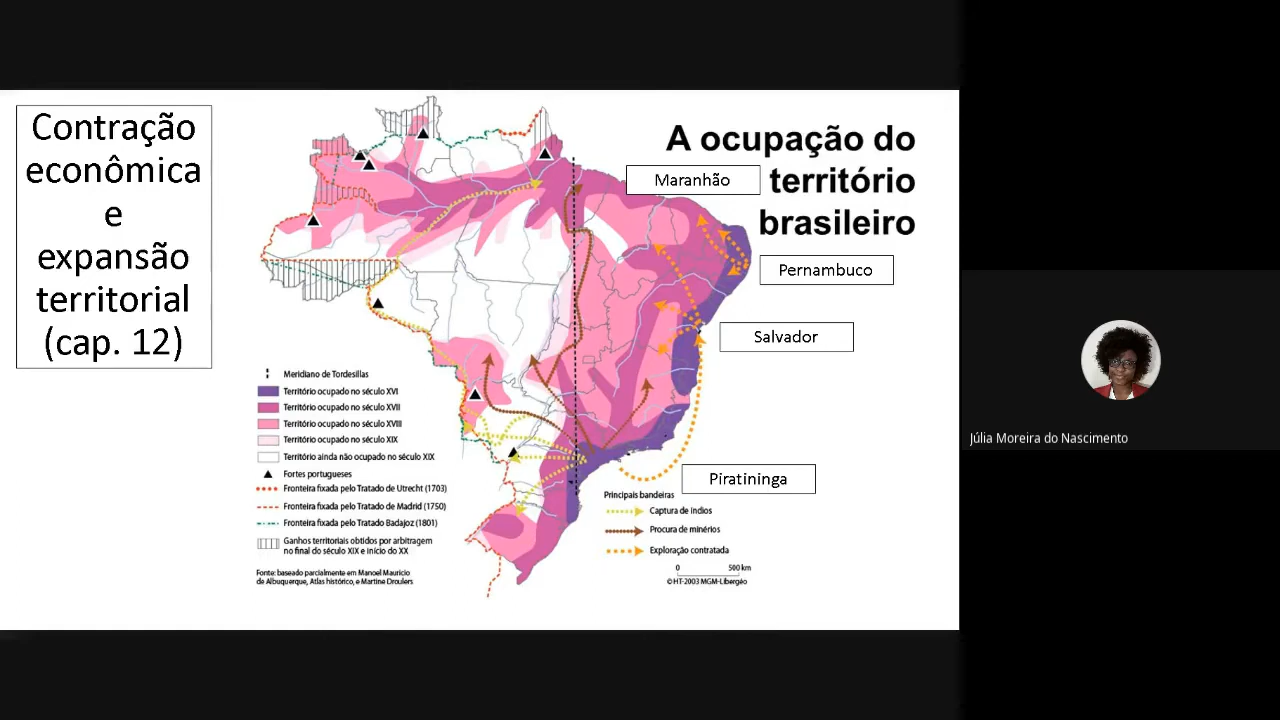 Contração
econômica
e
expansão
territorial
(cap. 12)
A ocupação do
território
brasileiro
Maranhão
Pernambuco
Salvador
Piratininga
Meridiano de Tordesillas
Território ocupado no século XVI
Território ocupado no século XVII
Território ocupado no século XVIII
Território ocupado no século XIX
Território ainda não ocupado no século XIX
Fortes portugueses
Fronteira fixada pelo Tratado de Utrecht (1703)
Fronteira fixada pelo Tratado de Madrid (1750)
Fronteira fixada pelo Tratado Badajoz (1801)
Ganhos territoriais obtidos por arbitragem
no final do século XIX e início do XX
Fonte: baseado parcialmente em Manoel Mauricio
de Albuquerque, Atlas histórico, e Martine Droulers
Principais bandeiras
Captura de índios
Procura de minérios
Exploração contratada
0 500 km
© HT-2003 MGM-Libergéo
Júlia Moreira do Nascimento